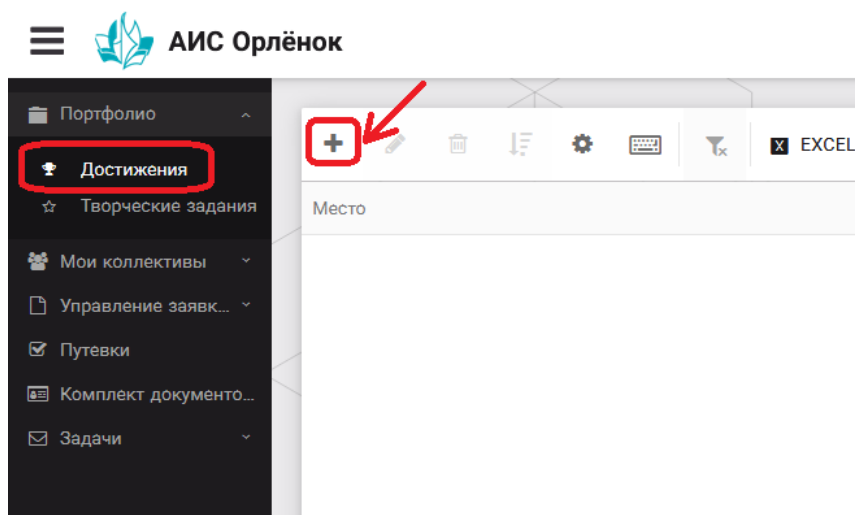 АИС Орлёнок
Портфолио
Достижения
Творческие задания
Мои коллективы
Управление заявк...
Путевки
Комплект документо...
Задачи
X EXCEL
Место